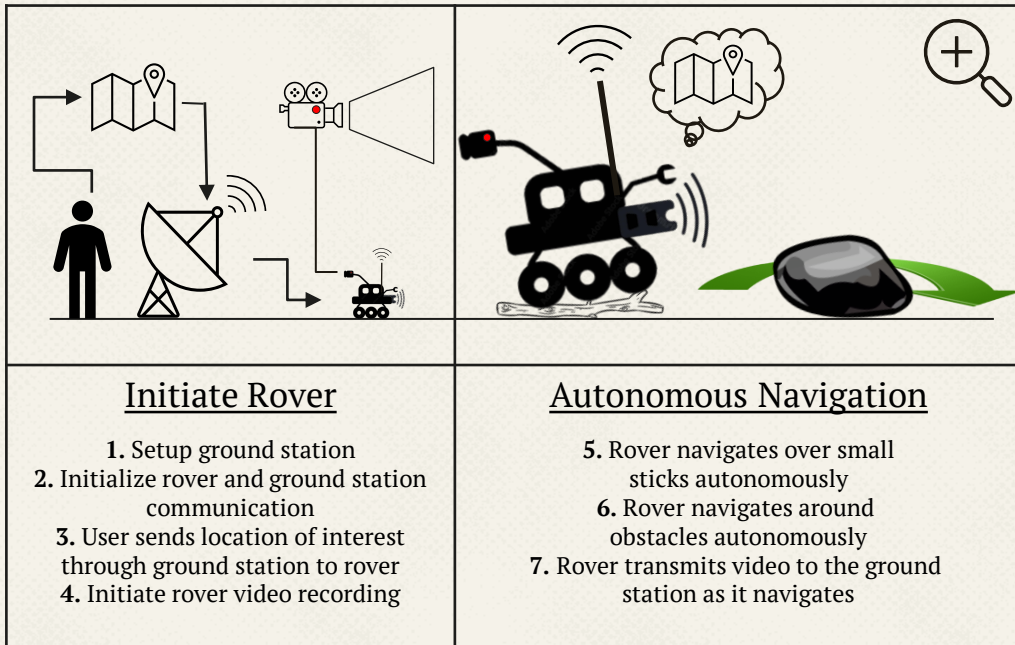 Initiate Rover
1. Setup ground station
2. Initialize rover and ground station
communication
3. User sends location of interest
through ground station to rover
4. Initiate rover video recording
Autonomous Navigation
5. Rover navigates over small
sticks autonomously
6. Rover navigates around
obstacles autonomously
7. Rover transmits video to the ground
station as it navigates